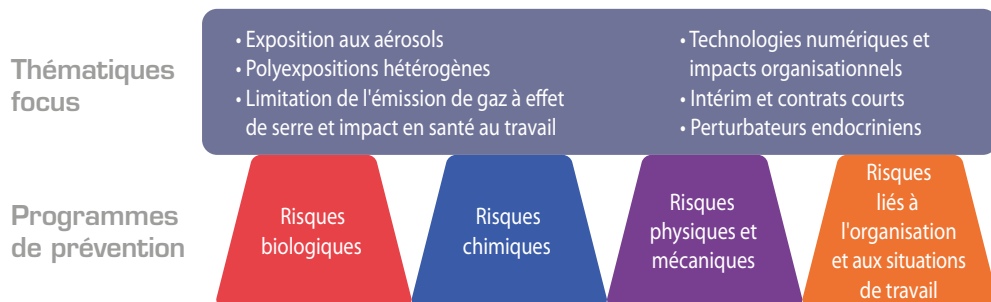 Thématiques
focus
• Exposition aux aérosols
• Polyexpositions hétérogènes
• Limitation de l'émission de gaz à effet
de serre et impact en santé au travail
• Technologies numériques et
impacts organisationnels
• Intérim et contrats courts
• Perturbateurs endocriniens
Programmes
de prévention
Risques
biologiques
Risques
chimiques
Risques
physiques et
mécaniques
Risques
liés à
l'organisation
et aux situations
de travail